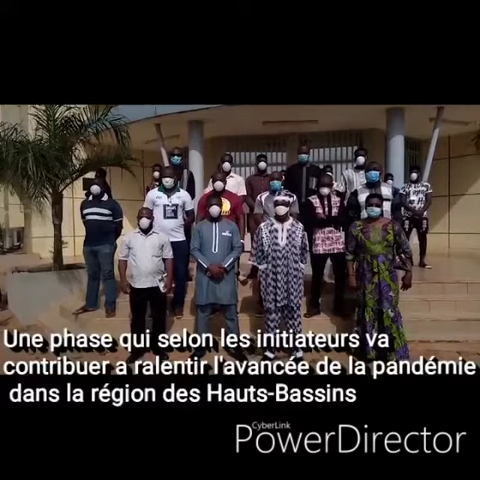 Une phase qui selon les initiateurs va
contribuer a ralentir l'avancée de la pandémie
dans la région des Hauts-Bassins
CyberLink
PowerDirector